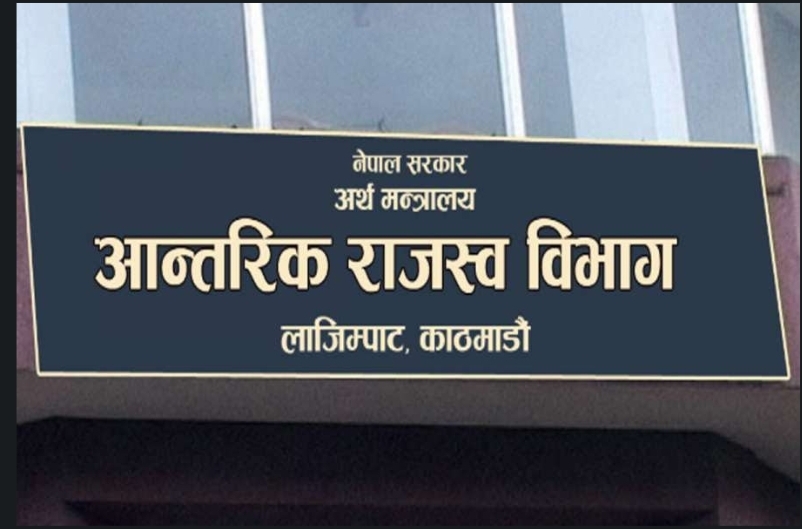 नेपाल सरकार
अर्थ मन्त्रालय
आन्तरिक राजस्व विभाग
लाजिम्पाट, काठमाडौं